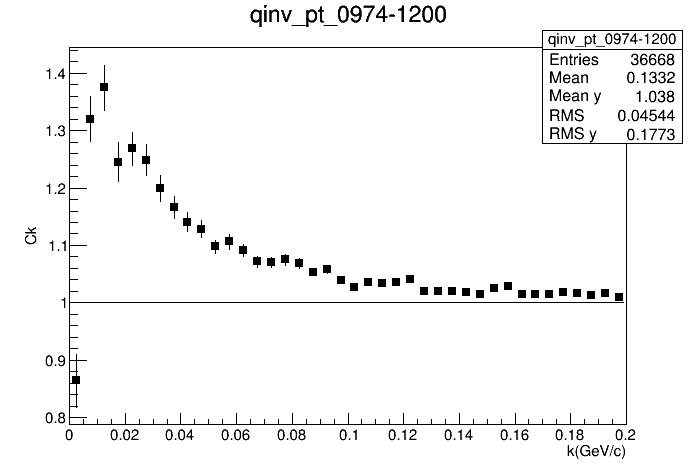 qinv_pt_0974-1200
qinv_pt_0974-1200
Entries 36668
Mean 0.1332
Mean y 1.038
RMS 0.04544
RMS y 0.1773
Ck
1.4
1.3
1.2
1.1
1
0.9
0.8
0 0.02 0.04 0.06 0.08 0.1 0.12 0.14 0.16 0.18 0.2
k(GeV/c)